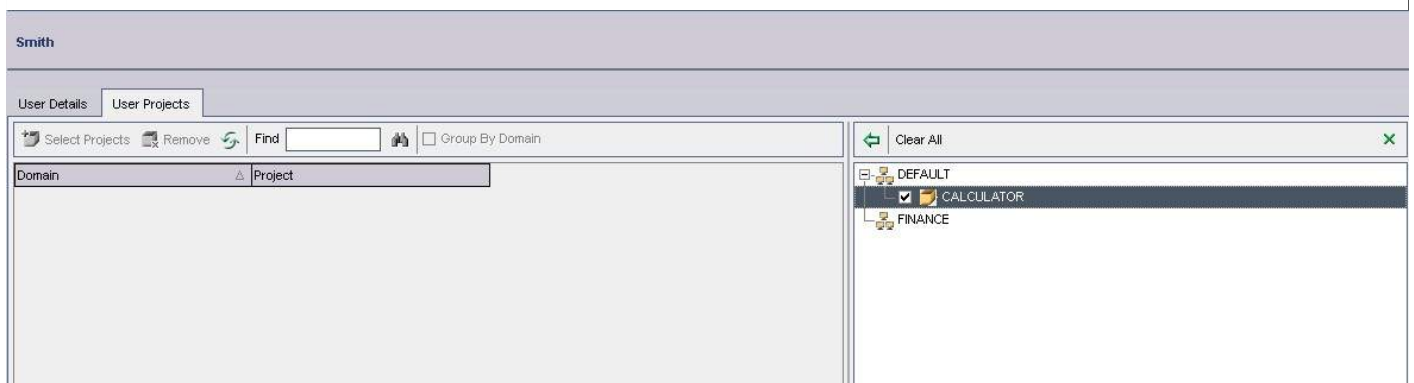 Smith
User Details User Projects
Select Projects Remove Find Group By Domain Clear All
Domain Project DEFAULT
CALCULATOR
FINANCE